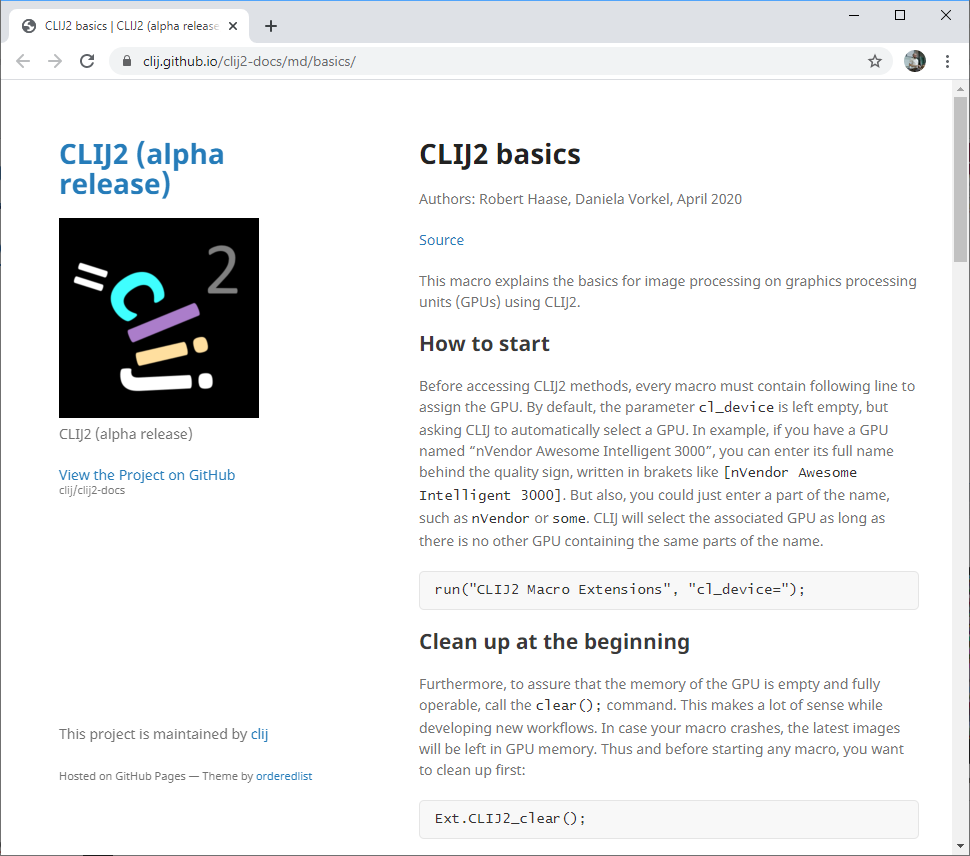 CLIJ2 basics | CLIJ2 (alpha release
clij.github.io/clij2-docs/md/basics/
CLIJ2 (alpha
release)
=clij
2
CLIJ2 (alpha release)
View the Project on GitHub
clij/clij2-docs
This project is maintained by clij
Hosted on GitHub Pages — Theme by orderedlist
CLIJ2 basics
Authors: Robert Haase, Daniela Vorkel, April 2020
Source
This macro explains the basics for image processing on graphics processing
units (GPUs) using CLIJ2.
How to start
Before accessing CLIJ2 methods, every macro must contain following line to
assign the GPU. By default, the parameter cl_device is left empty, but
asking CLIJ to automatically select a GPU. In example, if you have a GPU
named “nVendor Awesome Intelligent 3000”, you can enter its full name
behind the quality sign, written in brakets like [nVendor Awesome
Intelligent 3000]. But also, you could just enter a part of the name,
such as nVendor or some. CLIJ will select the associated GPU as long as
there is no other GPU containing the same parts of the name.
run("CLIJ2 Macro Extensions", "cl_device=");
Clean up at the beginning
Furthermore, to assure that the memory of the GPU is empty and fully
operable, call the clear(); command. This makes a lot of sense while
developing new workflows. In case your macro crashes, the latest images
will be left in GPU memory. Thus and before starting any macro, you want
to clean up first:
Ext.CLIJ2_clear();